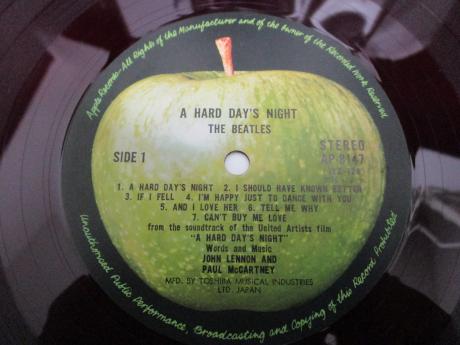 Apple Records-All Rights of the Manufacturer and of the Owner of the Recorded Work Reserved
A HARD DAY'S NIGHT
THE BEATLES
STEREO
SIDE 1
AP-8147
1. A HARD DAY'S NIGHT 2. I SHOULD HAVE KNOWN BETTER
3. IF I FELL 4. I'M HAPPY JUST TO DANCE WITH YOU
5. AND I LOVE HER 6. TELL ME WHY
7. CAN'T BUY ME LOVE
from the soundtrack of the United Artists film
"A HARD DAY'S NIGHT"
Words and Music
JOHN LENNON AND
PAUL McCARTNEY
MFD. BY TOSHIBA MUSICAL INDUSTRIES
LTD. JAPAN
Unauthorised Public Performance, Broadcasting and Copying of this Record Prohibited